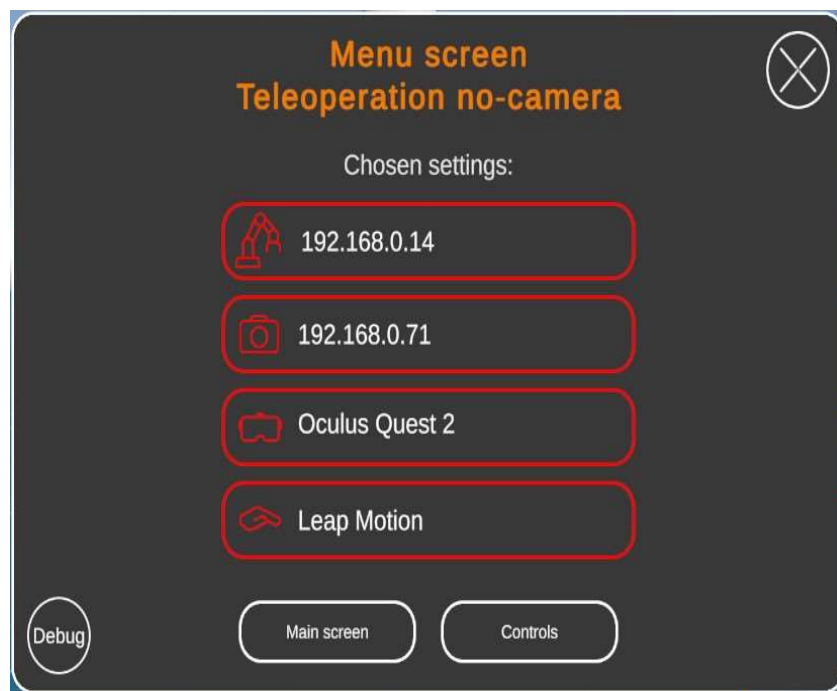 Menu screen
Teleoperation no-camera
Chosen settings:
192.168.0.14
192.168.0.71
Oculus Quest 2
Leap Motion
Debug
Main screen
Controls